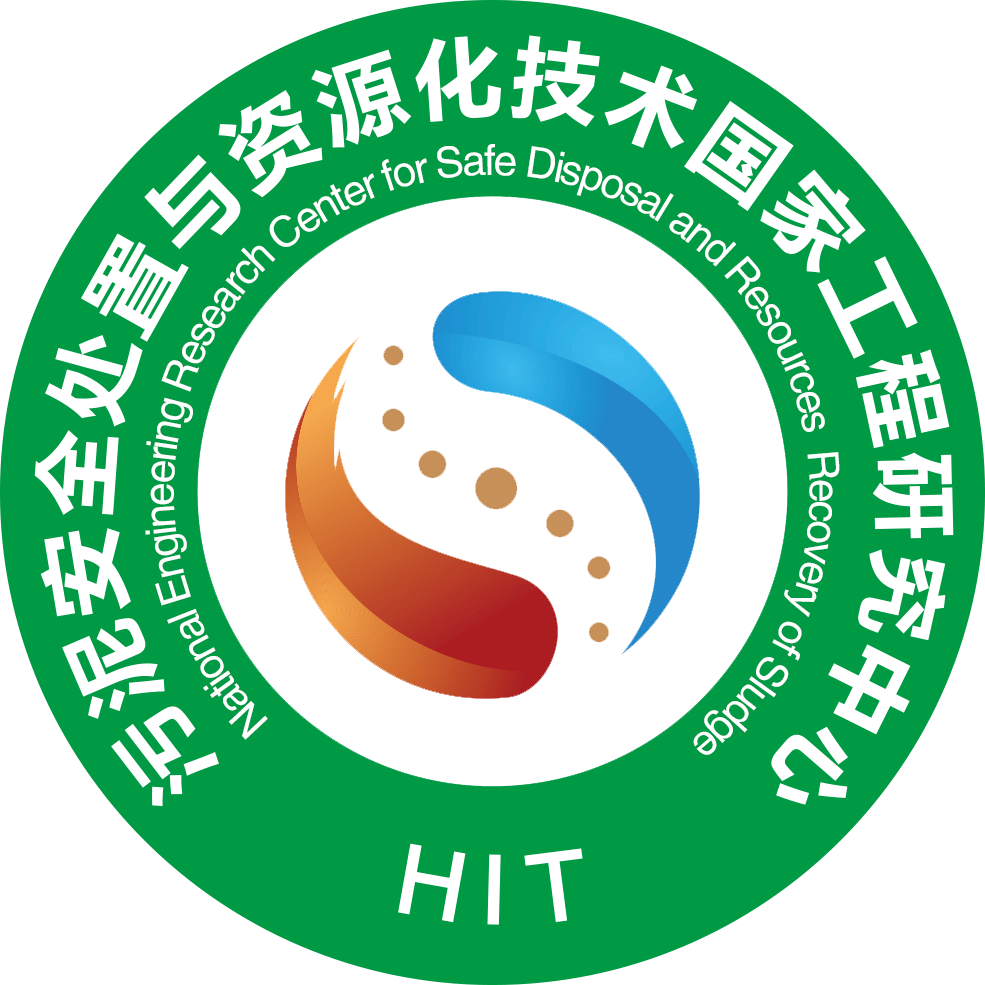 污泥安全处置与资源化技术国家工程研究中心
National Engineering Research Center for Safe Disposal and Resources Recovery of Sludge
HIT